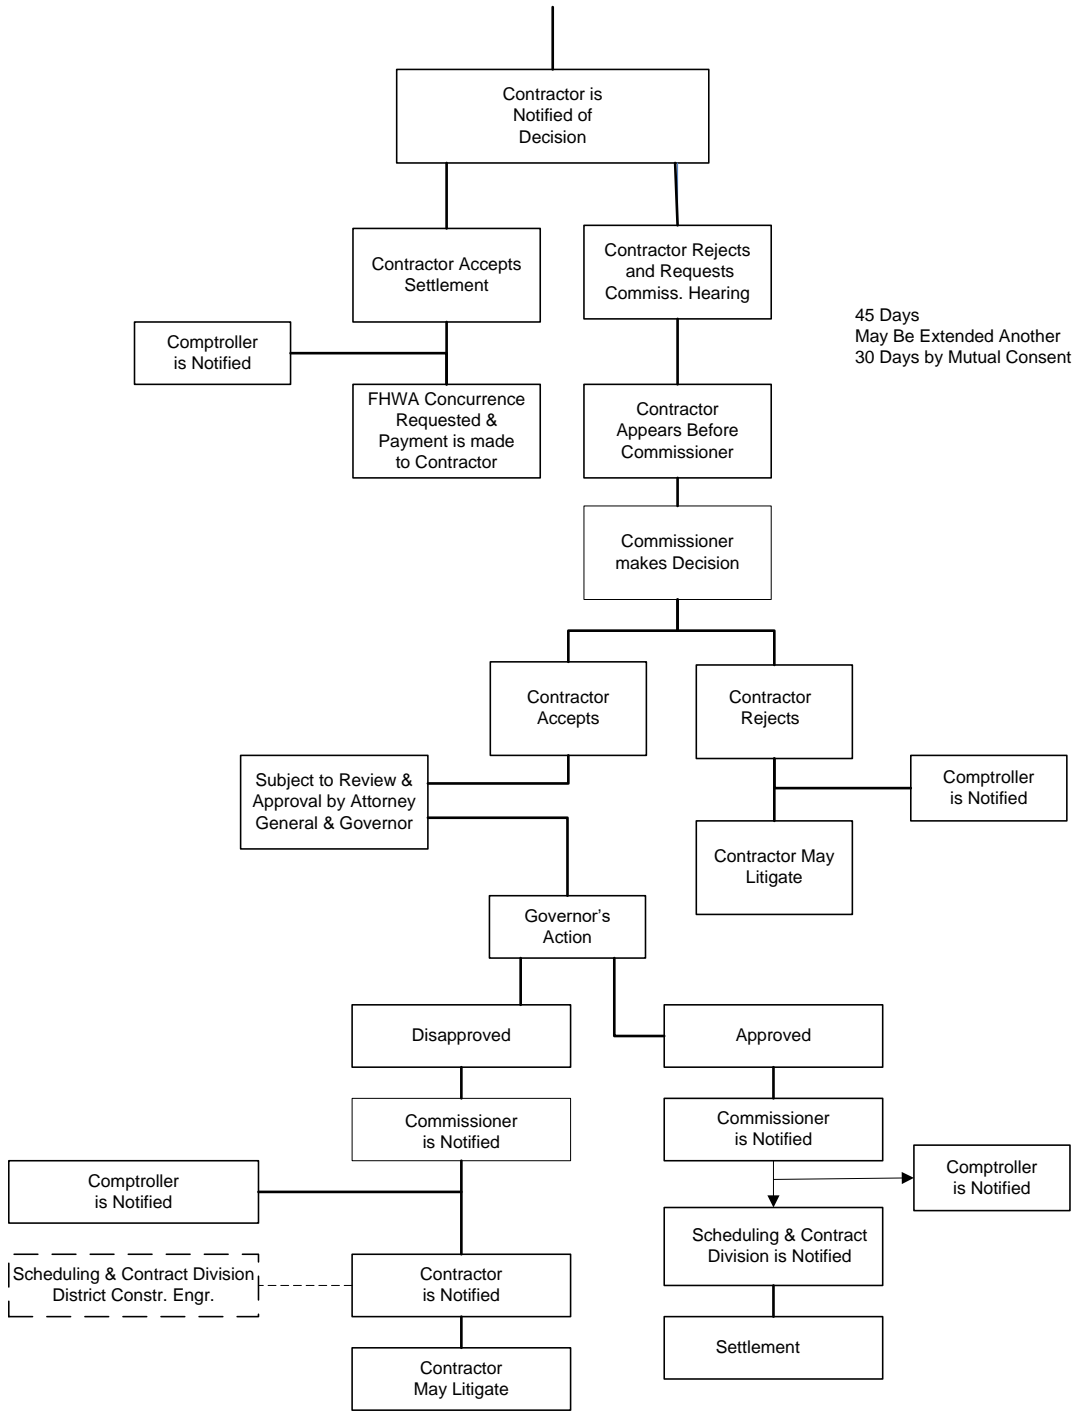 Contractor is
Notified of
Decision
Contractor Accepts
Settlement
Contractor Rejects
and Requests
Commiss. Hearing
45 Days
May Be Extended Another
30 Days by Mutual Consent
Comptroller
is Notified
FHWA Concurrence
Requested &
Payment is made
to Contractor
Contractor
Appears Before
Commissioner
Commissioner
makes Decision
Contractor
Accepts
Contractor
Rejects
Subject to Review &
Approval by Attorney
General & Governor
Comptroller
is Notified
Contractor May
Litigate
Governor’s
Action
Disapproved
Approved
Commissioner
is Notified
Commissioner
is Notified
Comptroller
is Notified
Comptroller
is Notified
Scheduling & Contract
Division is Notified
Scheduling & Contract Division
District Constr. Engr.
Contractor
is Notified
Settlement
Contractor
May Litigate